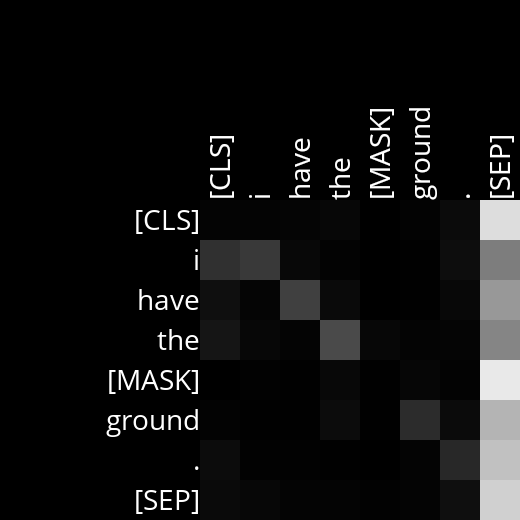 [CLS]
i
have
the
[MASK]
ground
.
[SEP]
[CLS]
i
have
the
[MASK]
ground
.
[SEP]